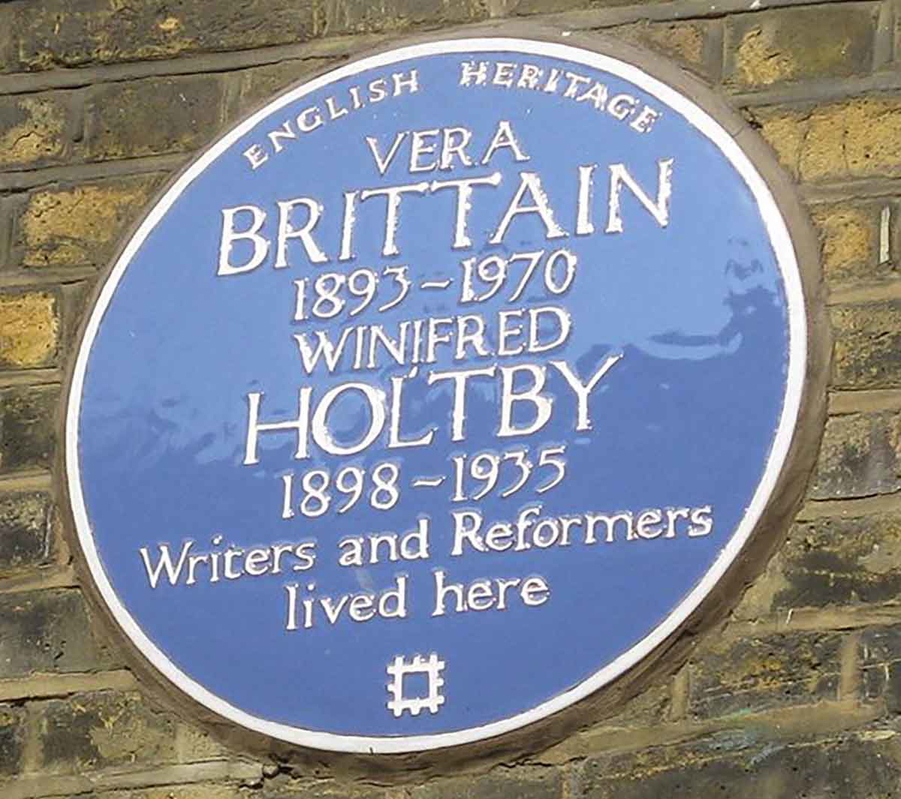 ENGLISH HERITAGE
VERA
BRITTAIN
1893~1970
WINIFRED
HOLTBY
1898~1935
Writers and Reformers
lived here